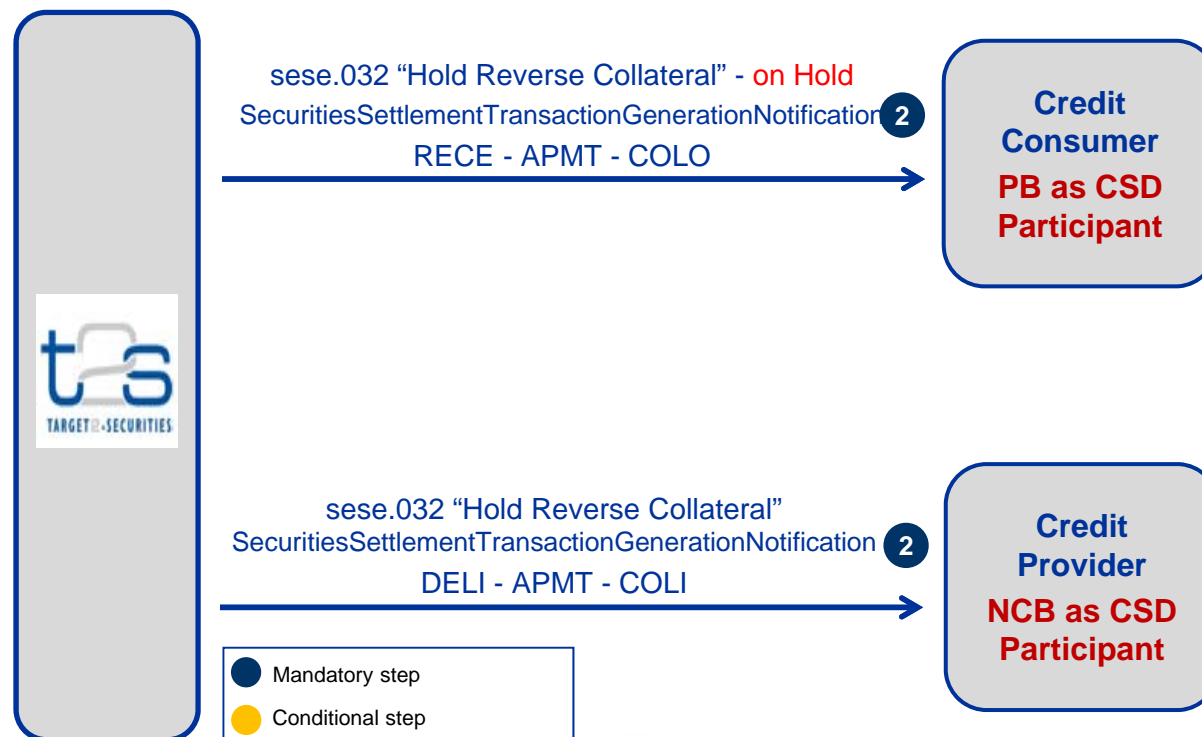 sese.032 “Hold Reverse Collateral” - on Hold
SecuritiesSettlementTransactionGenerationNotification 2
RECE - APMT - COLO
Credit
Consumer
PB as CSD
Participant
t2s
TARGET2-SECURITIES
sese.032 “Hold Reverse Collateral”
SecuritiesSettlementTransactionGenerationNotification 2
DELI - APMT - COLI
Credit
Provider
NCB as CSD
Participant
Mandatory step
Conditional step